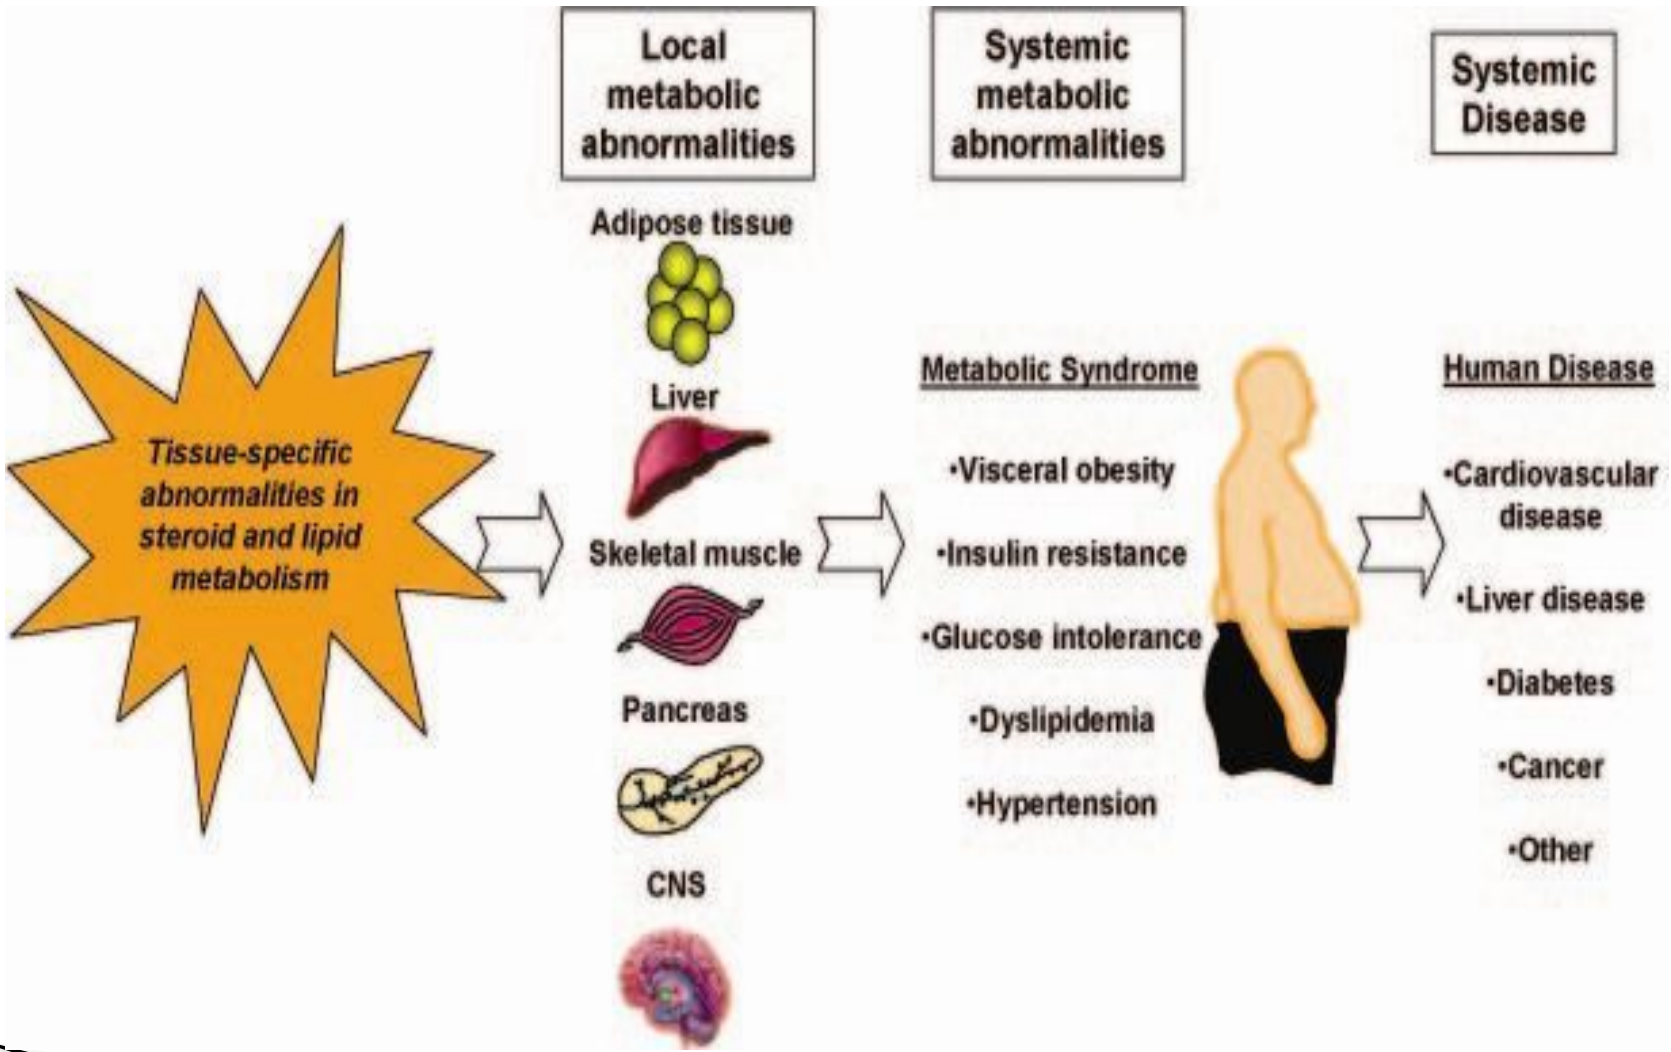 Local
metabolic
abnormalities
Systemic
metabolic
abnormalities
Systemic
Disease
Tissue-specific
abnormalities in
steroid and lipid
metabolism
Adipose tissue
Liver
Skeletal muscle
Pancreas
CNS
Metabolic Syndrome
•Visceral obesity
•Insulin resistance
•Glucose intolerance
•Dyslipidemia
•Hypertension
Human Disease
•Cardiovascular
disease
•Liver disease
•Diabetes
•Cancer
•Other